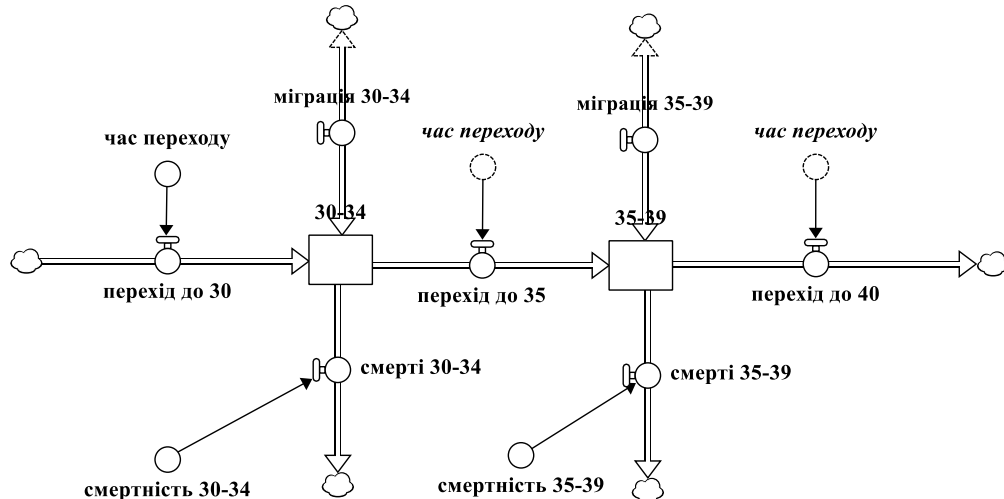 міграція 30-34
міграція 35-39
час переходу
час переходу
час переходу
30-34
35-39
перехід до 30
перехід до 35
перехід до 40
смерті 30-34
смерті 35-39
смертність 30-34
смертність 35-39